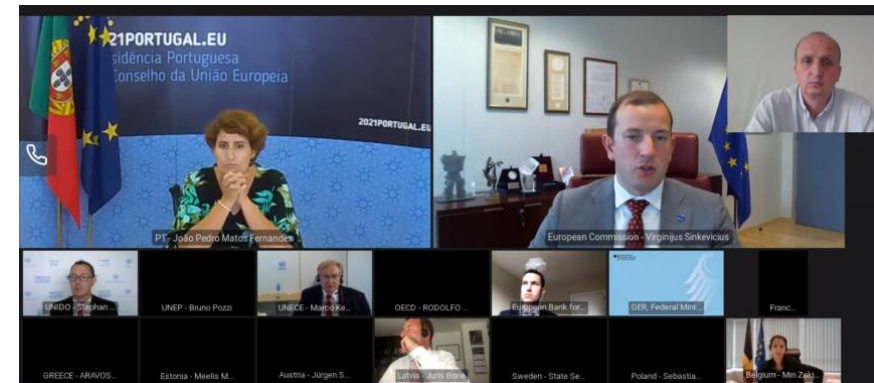 2021PORTUGAL.EU
sidência Portuguesa
Conselho da União Europeia
2021PORTUGAL.EU
PT - João Pedro Matos Fernandes
European Commission - Virginijus Sinkevicius
UNIDO - Stephan ...
UNEP - Bruno Pozzi
UNECE - Marco Ke...
OECD - RODOLFO ...
European Bank for...
GER, Federal Mini...
Franc...
GREECE - ARAVOS...
Estonia - Meelis M...
Austria - Jürgen S...
Latvia - Juris Bone
Sweden - State Se...
Poland - Sebastia...
Belgium - Min Zaki...